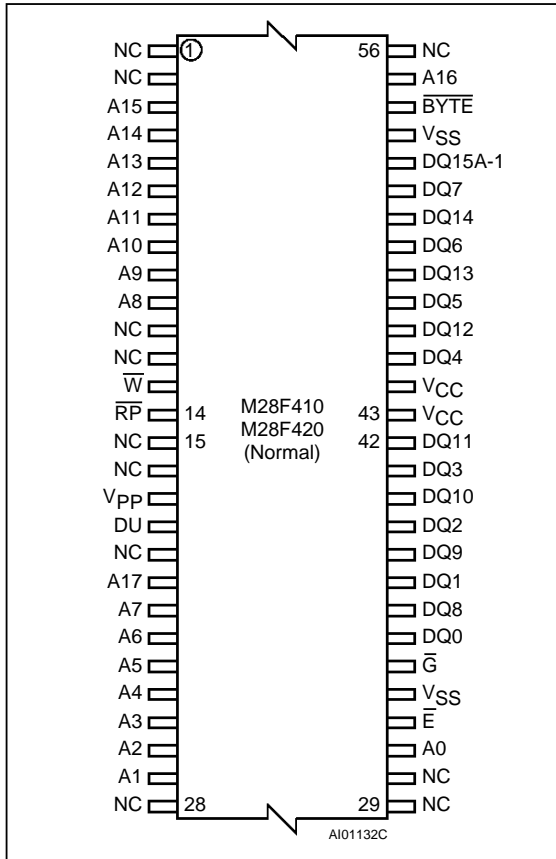 NC 1 56 NC
NC A16
A15 B̅Y̅T̅E̅
A14 VSS
A13 DQ15A-1
A12 DQ7
A11 DQ14
A10 DQ6
A9 DQ13
A8 DQ5
NC DQ12
NC DQ4
W̅ VCC
R̅P̅ 14 M28F410 43 VCC
NC 15 M28F420 42 DQ11
(Normal)
NC DQ3
VPP DQ10
DU DQ2
NC DQ9
A17 DQ1
A7 DQ8
A6 DQ0
A5 G̅
A4 VSS
A3 E̅
A2 A0
A1 NC
NC 28 29 NC
AI01132C